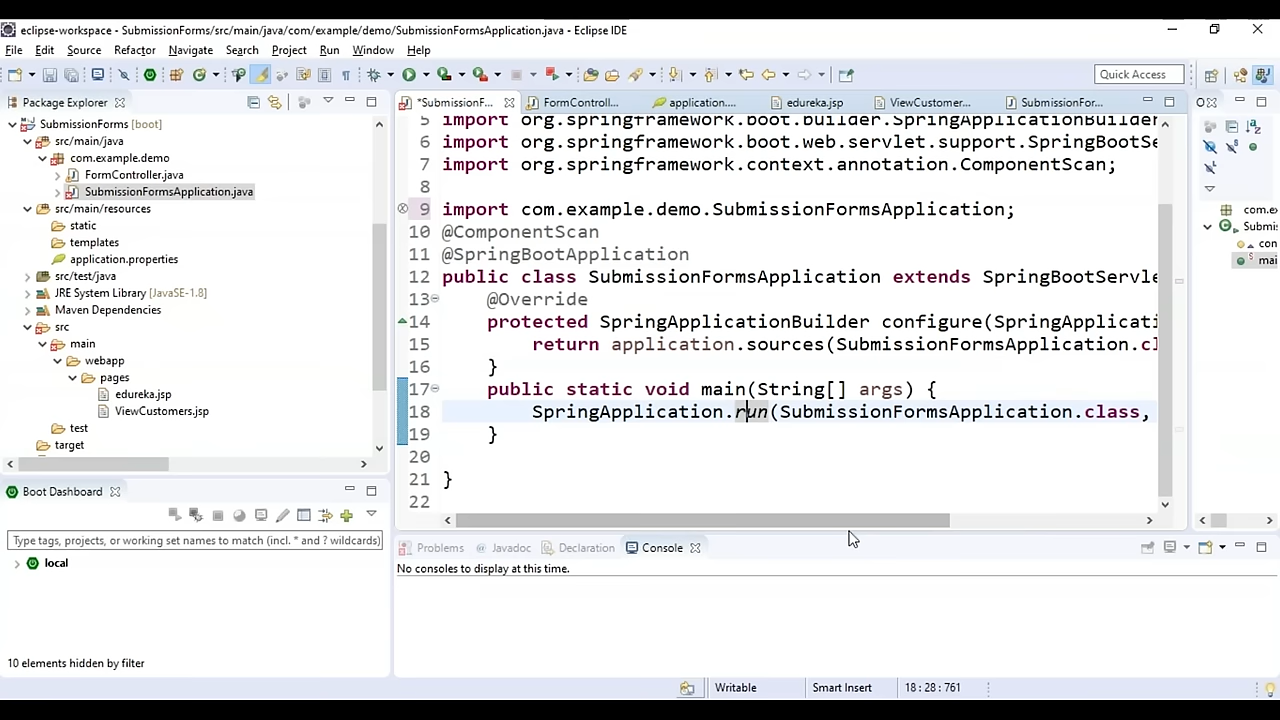 eclipse-workspace - SubmissionForms/src/main/java/com/example/demo/SubmissionFormsApplication.java - Eclipse IDE
File Edit Source Refactor Navigate Search Project Run Window Help
Quick Access
Package Explorer
SubmissionForms [boot]
src/main/java
com.example.demo
FormController.java
SubmissionFormsApplication.java
src/main/resources
static
templates
application.properties
src/test/java
JRE System Library [JavaSE-1.8]
Maven Dependencies
src
main
webapp
pages
edureka.jsp
ViewCustomers.jsp
test
target
Boot Dashboard
Type tags, projects, or working set names to match (incl. * and ? wildcards)
local
10 elements hidden by filter
*SubmissionF... FormControll... application.... edureka.jsp ViewCustomer... SubmissionFor...
5 import org.springframework.boot.builder.SpringApplicationBuilder
6 import org.springframework.boot.web.servlet.support.SpringBootSe
7 import org.springframework.context.annotation.ComponentScan;
8
9 import com.example.demo.SubmissionFormsApplication;
10 @ComponentScan
11 @SpringBootApplication
12 public class SubmissionFormsApplication extends SpringBootServle
13 @Override
14 protected SpringApplicationBuilder configure(SpringApplicati
15 return application.sources(SubmissionFormsApplication.cl
16 }
17 public static void main(String[] args) {
18 SpringApplication.run(SubmissionFormsApplication.class,
19 }
20
21 }
22
com.e
Submi
con
mai
Problems Javadoc Declaration Console
No consoles to display at this time.
Writable Smart Insert 18 : 28 : 761